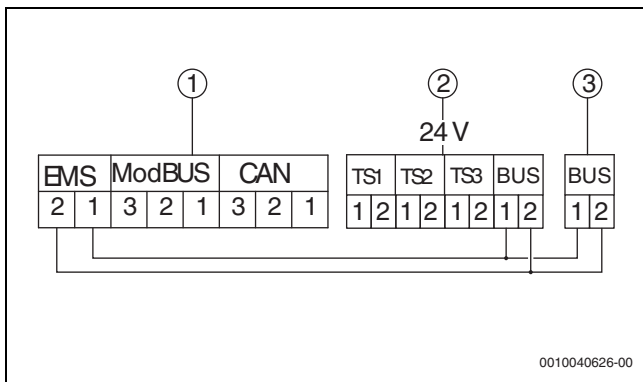 1 2 3
24 V
EMS ModBUS CAN TS1 TS2 TS3 BUS BUS
2 1 3 2 1 3 2 1 1 2 1 2 1 2 1 2 1 2
0010040626-00